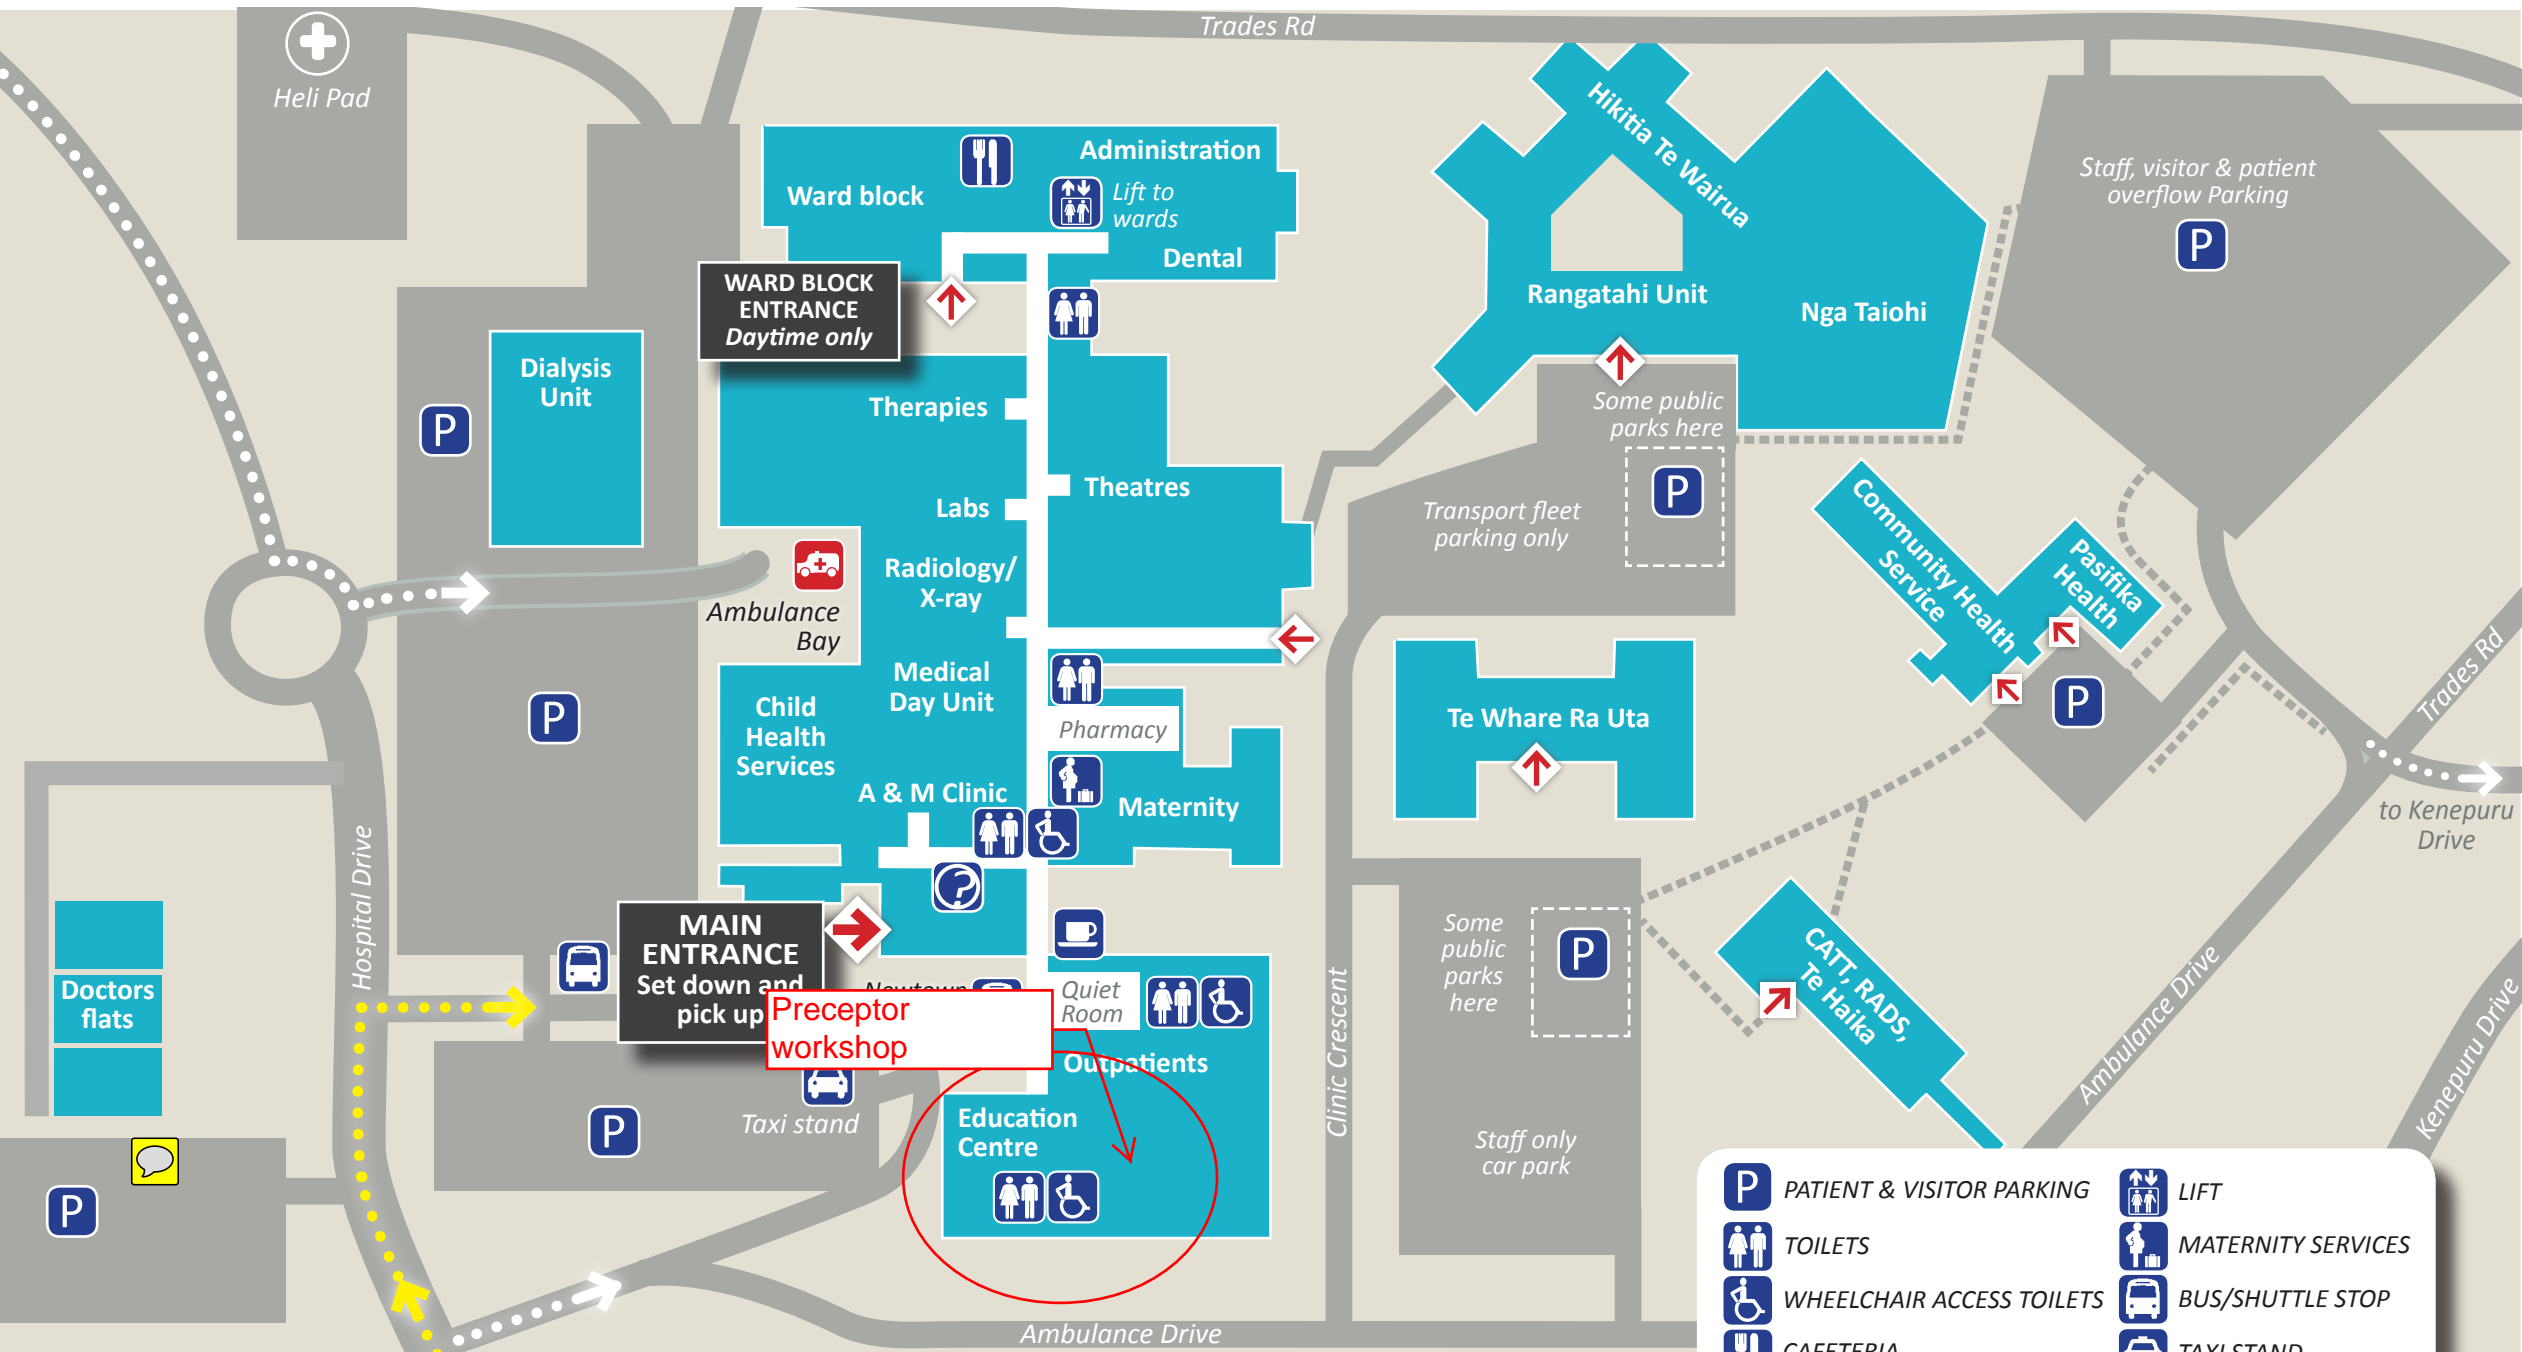 Trades Rd
Heli Pad
Administration
Ward block
Lift to
wards
Dental
WARD BLOCK
ENTRANCE
Daytime only
Hikitia Te Wairua
Rangatahi Unit
Nga Taiohi
Staff, visitor & patient
overflow Parking
P
Dialysis
Unit
P
Therapies
Labs
Theatres
Radiology/
X-ray
Ambulance
Bay
Some public
parks here
P
Transport fleet
parking only
Community Health
Service
Pasifika
Health
P
Trades Rd
to Kenepuru
Drive
P
Child
Health
Services
Medical
Day Unit
Pharmacy
Te Whare Ra Uta
A & M Clinic
Maternity
?
Hospital Drive
Doctors
flats
MAIN
ENTRANCE
Set down and
pick up
Newtown
Quiet
Room
Preceptor
workshop
Outpatients
Taxi stand
Education
Centre
P
P
Clinic Crescent
Some
public
parks
here
P
Staff only
car park
CATT, RADS,
Te Haika
Ambulance Drive
Kenepuru Drive
Ambulance Drive
P PATIENT & VISITOR PARKING
LIFT
TOILETS
MATERNITY SERVICES
WHEELCHAIR ACCESS TOILETS
BUS/SHUTTLE STOP
CAFETERIA
TAXI STAND